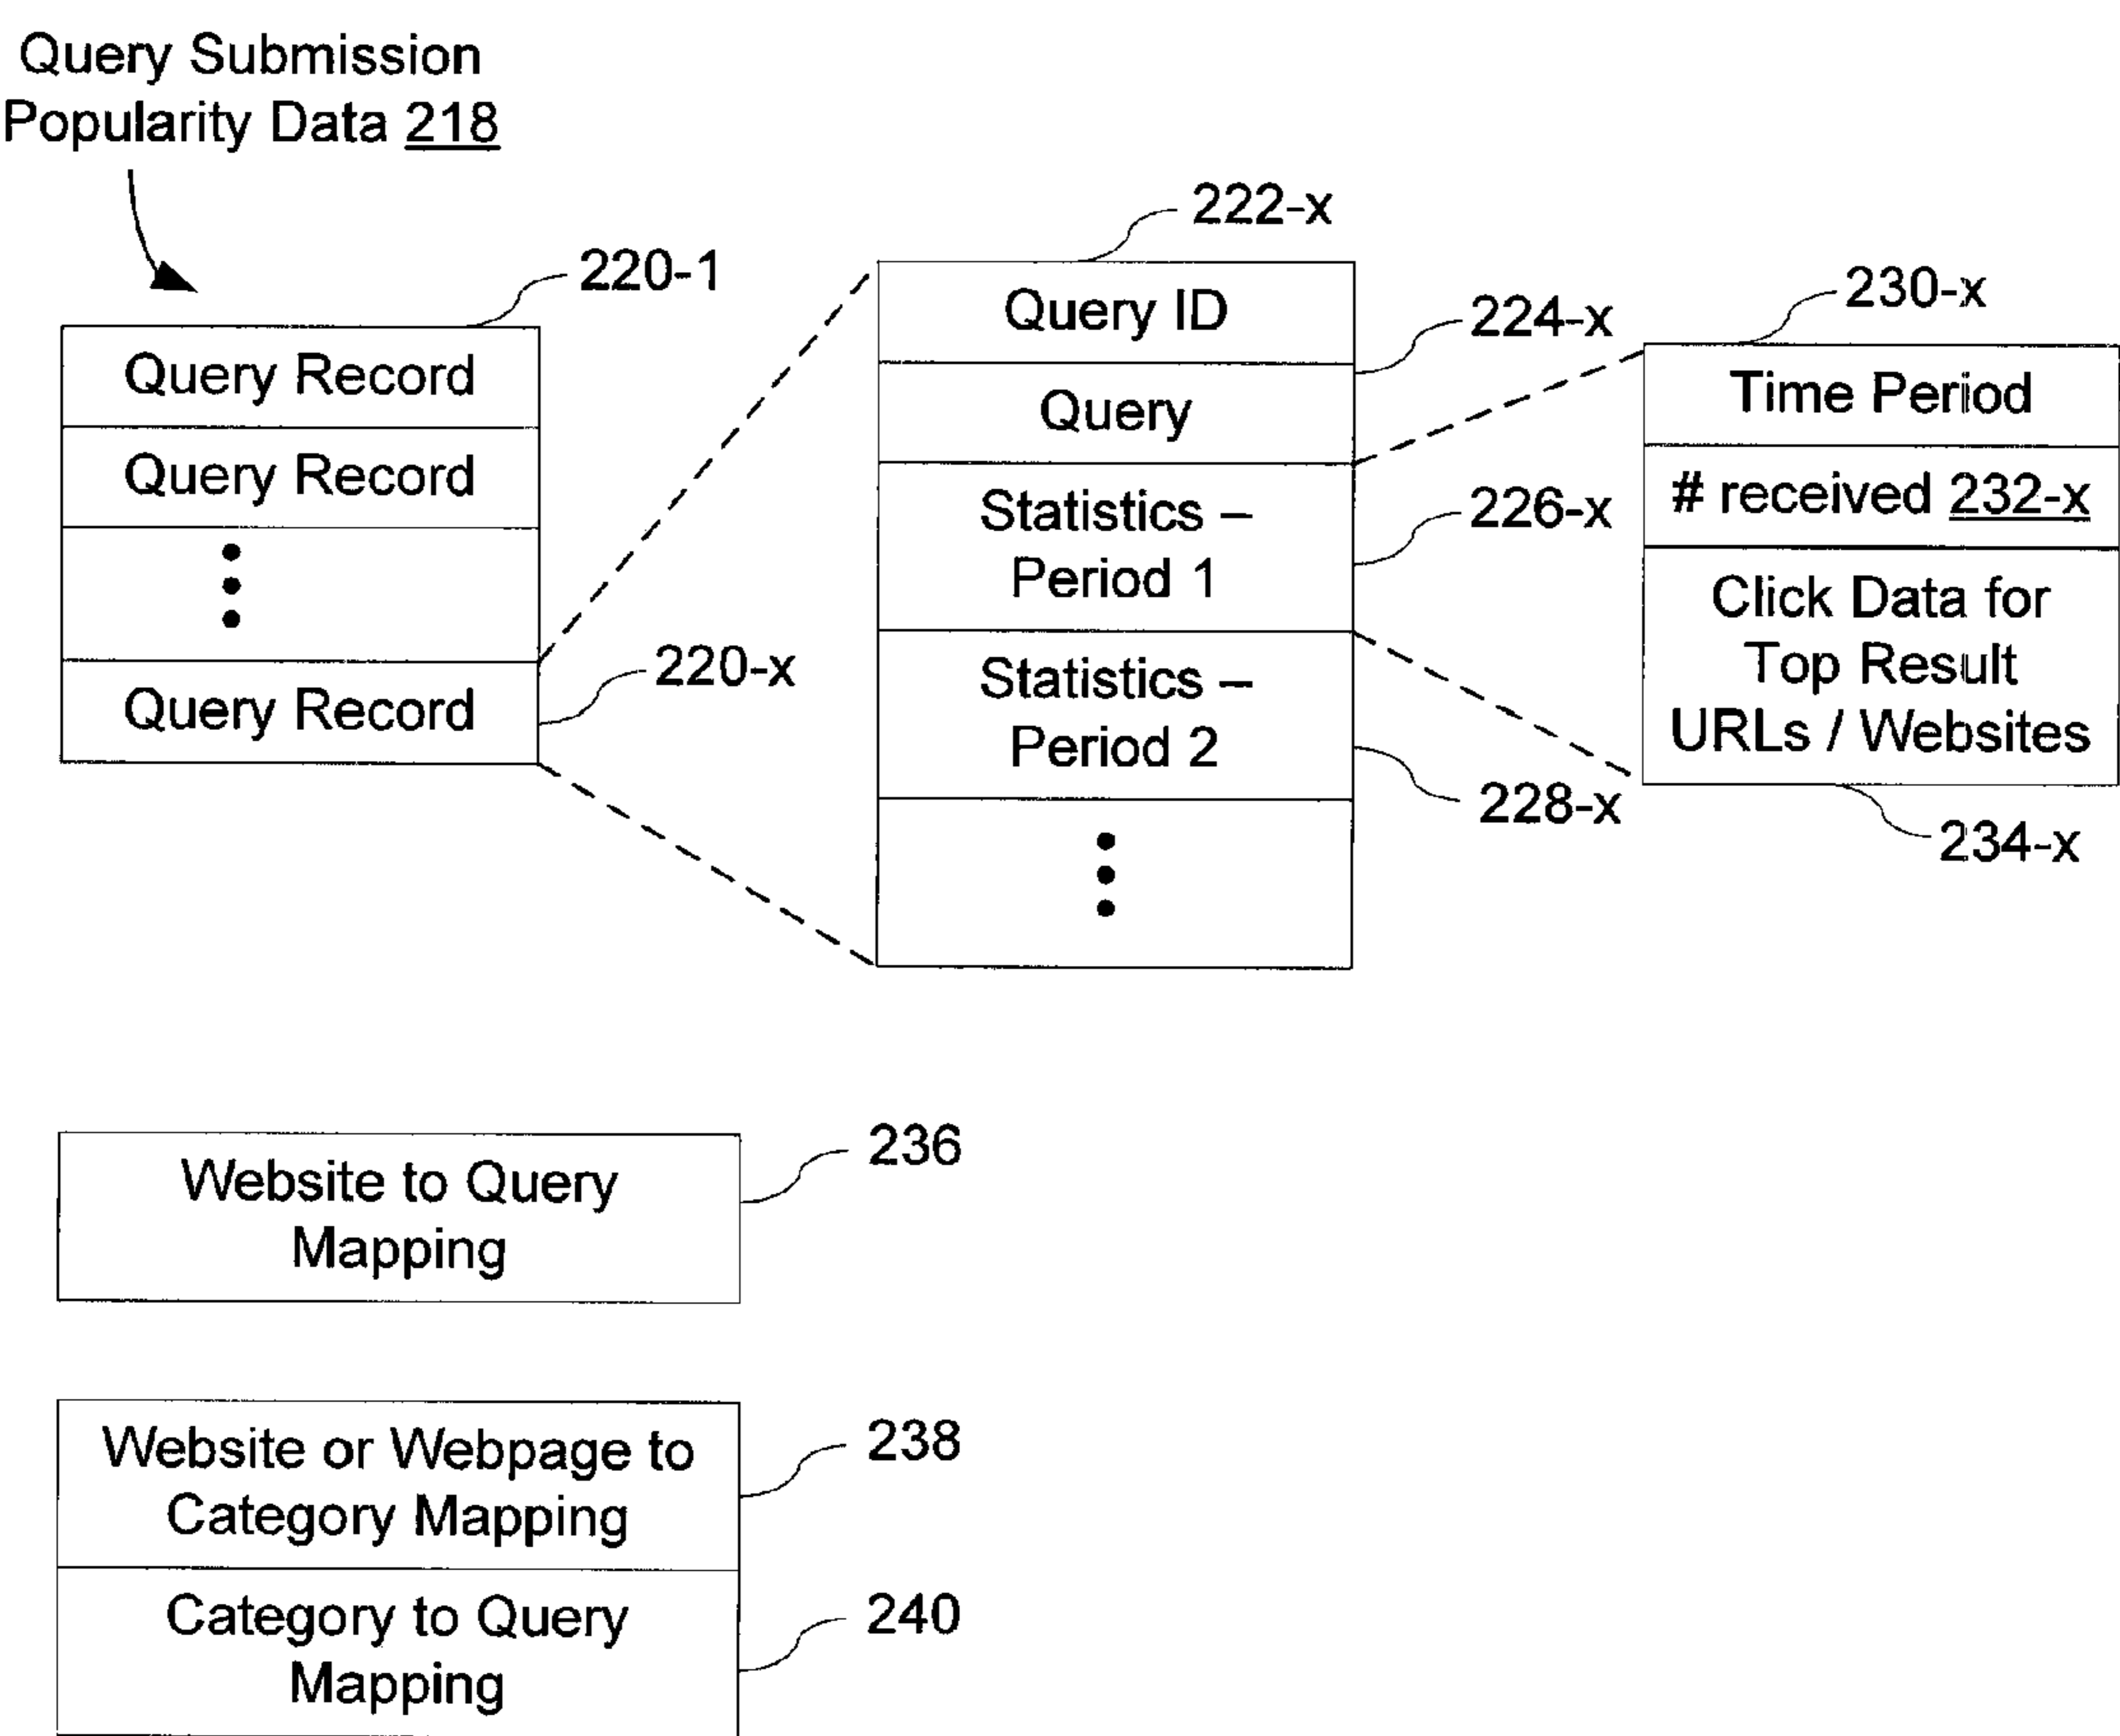 Query Submission
Popularity Data 218
220-1
Query Record
Query Record
Query Record
220-x
222-x
Query ID
224-x
Query
Statistics –
Period 1
226-x
Statistics –
Period 2
228-x
230-x
Time Period
# received 232-x
Click Data for
Top Result
URLs / Websites
234-x
Website to Query
Mapping
236
Website or Webpage to
Category Mapping
238
Category to Query
Mapping
240